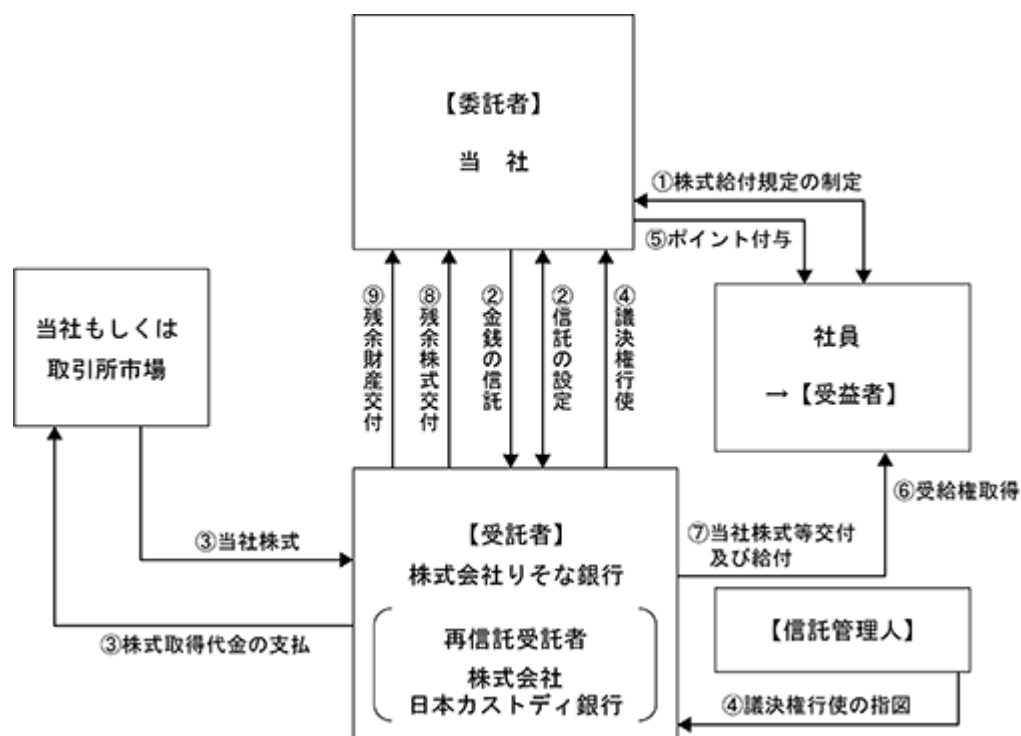 【委託者】
当　社
①株式給付規定の制定
⑤ポイント付与
当社もしくは
取引所市場
⑨残余財産交付
⑧残余株式交付
②金銭の信託
②信託の設定
④議決権行使
社員
→【受益者】
⑥受給権取得
③当社株式
③株式取得代金の支払
【受託者】
株式会社りそな銀行
再信託受託者
株式会社
日本カストディ銀行
⑦当社株式等交付
及び給付
【信託管理人】
④議決権行使の指図